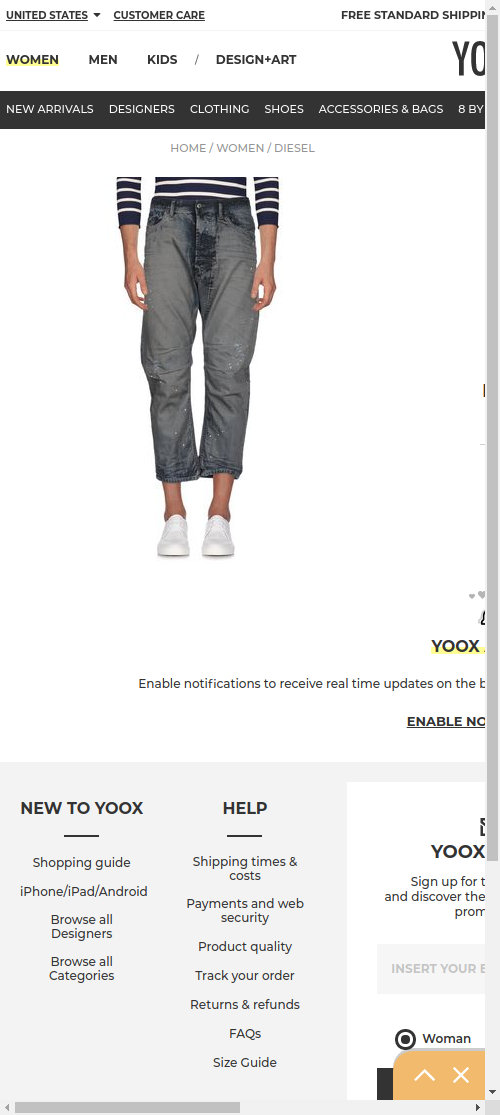 UNITED STATES CUSTOMER CARE FREE STANDARD SHIPPIN
WOMEN MEN KIDS / DESIGN+ART YO
NEW ARRIVALS DESIGNERS CLOTHING SHOES ACCESSORIES & BAGS 8 BY
HOME / WOMEN / DIESEL
YOOX
Enable notifications to receive real time updates on the b
ENABLE NO
NEW TO YOOX
Shopping guide
iPhone/iPad/Android
Browse all
Designers
Browse all
Categories
HELP
Shipping times &
costs
Payments and web
security
Product quality
Track your order
Returns & refunds
FAQs
Size Guide
YOOX
Sign up for t
and discover the
prom
INSERT YOUR E
Woman